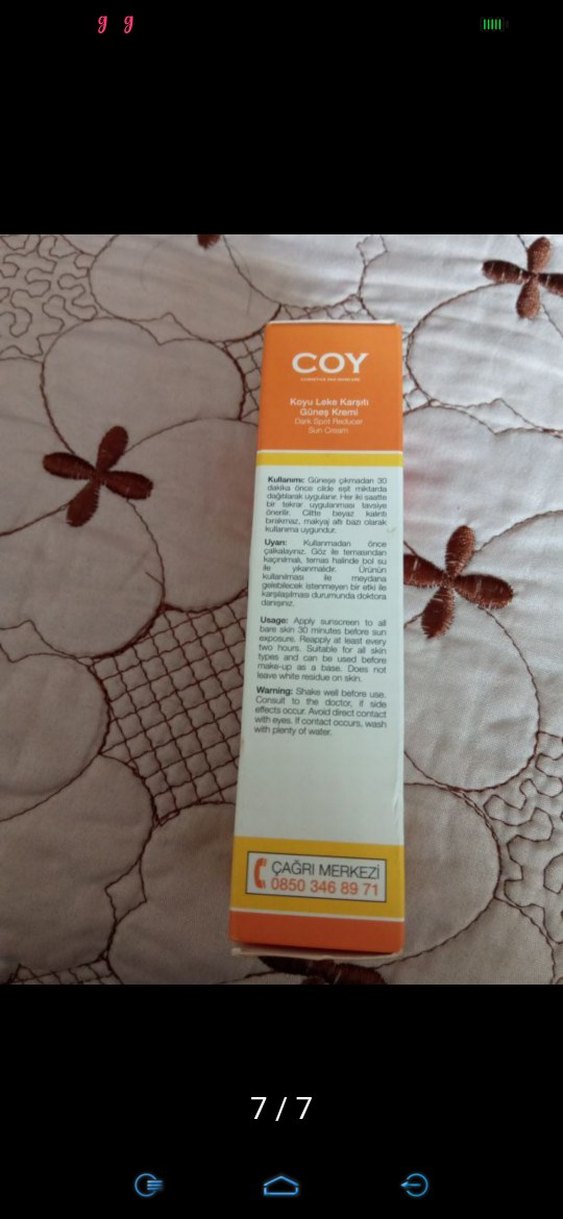 COY
COSMETICS AND SKINCARE
Koyu Leke Karşıtı
Güneş Kremi
Dark Spot Reducer
Sun Cream
Kullanımı: Güneşe çıkmadan 30
dakika önce cilde eşit miktarda
dağıtılarak uygulanır. Her iki saatte
bir tekrar uygulanması tavsiye
önerilir. Ciltte beyaz kalıntı
bırakmaz, makyaj altı bazı olarak
kullanıma uygundur.
Uyarı: Kullanmadan önce
çalkalayınız. Göz ile temasından
kaçınılmalı, temas halinde bol su
ile yıkanmalıdır. Ürünün
kullanılması ile meydana
gelebilecek istenmeyen bir etki ile
karşılaşılması durumunda doktora
danışınız.
Usage: Apply sunscreen to all
bare skin 30 minutes before sun
exposure. Reapply at least every
two hours. Suitable for all skin
types and can be used before
make-up as a base. Does not
leave white residue on skin.
Warning: Shake well before use.
Consult to the doctor, if side
effects occur. Avoid direct contact
with eyes. If contact occurs, wash
with plenty of water.
ÇAĞRI MERKEZİ
0850 346 89 71
7 / 7